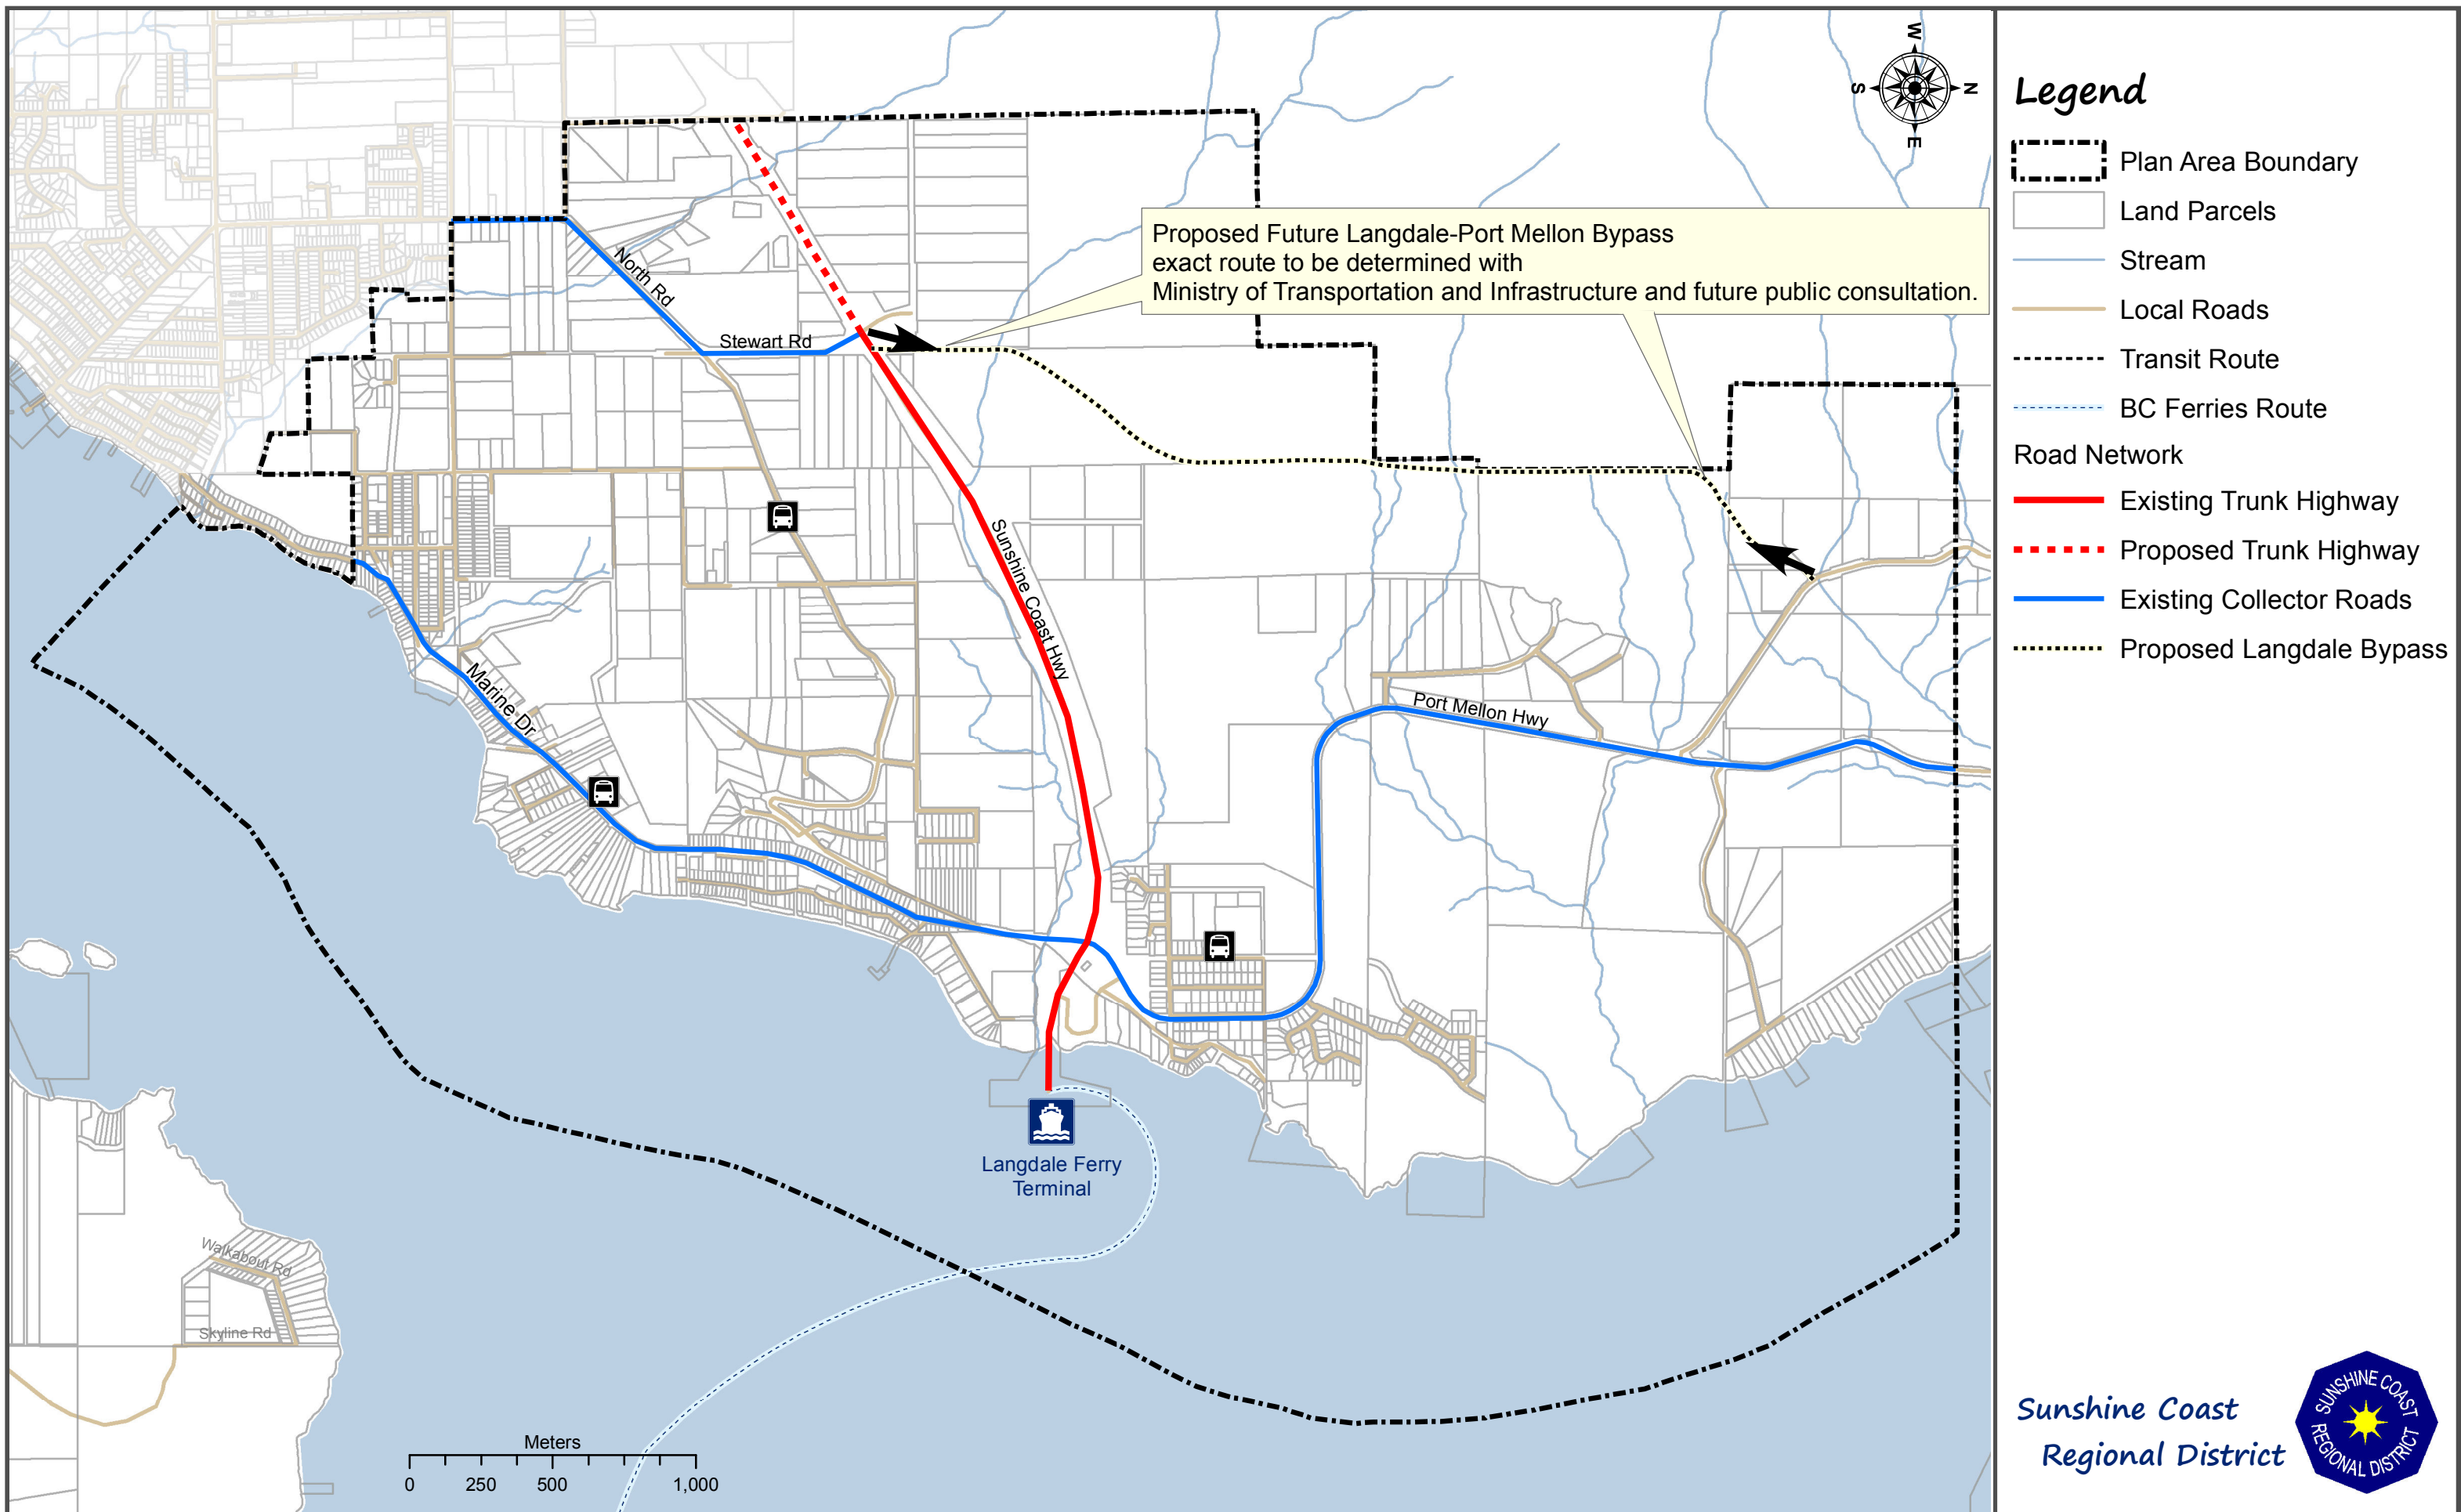 W
S
N
E
Legend
Plan Area Boundary
Land Parcels
Stream
Local Roads
Transit Route
BC Ferries Route
Road Network
Existing Trunk Highway
Proposed Trunk Highway
Existing Collector Roads
Proposed Langdale Bypass
Proposed Future Langdale-Port Mellon Bypass
exact route to be determined with
Ministry of Transportation and Infrastructure and future public consultation.
North Rd
Stewart Rd
Sunshine Coast Hwy
Marine Dr
Port Mellon Hwy
Langdale Ferry
Terminal
Walkabout Rd
Skyline Rd
Meters
0 250 500 1,000
Sunshine Coast
Regional District
SUNSHINE COAST
REGIONAL DISTRICT